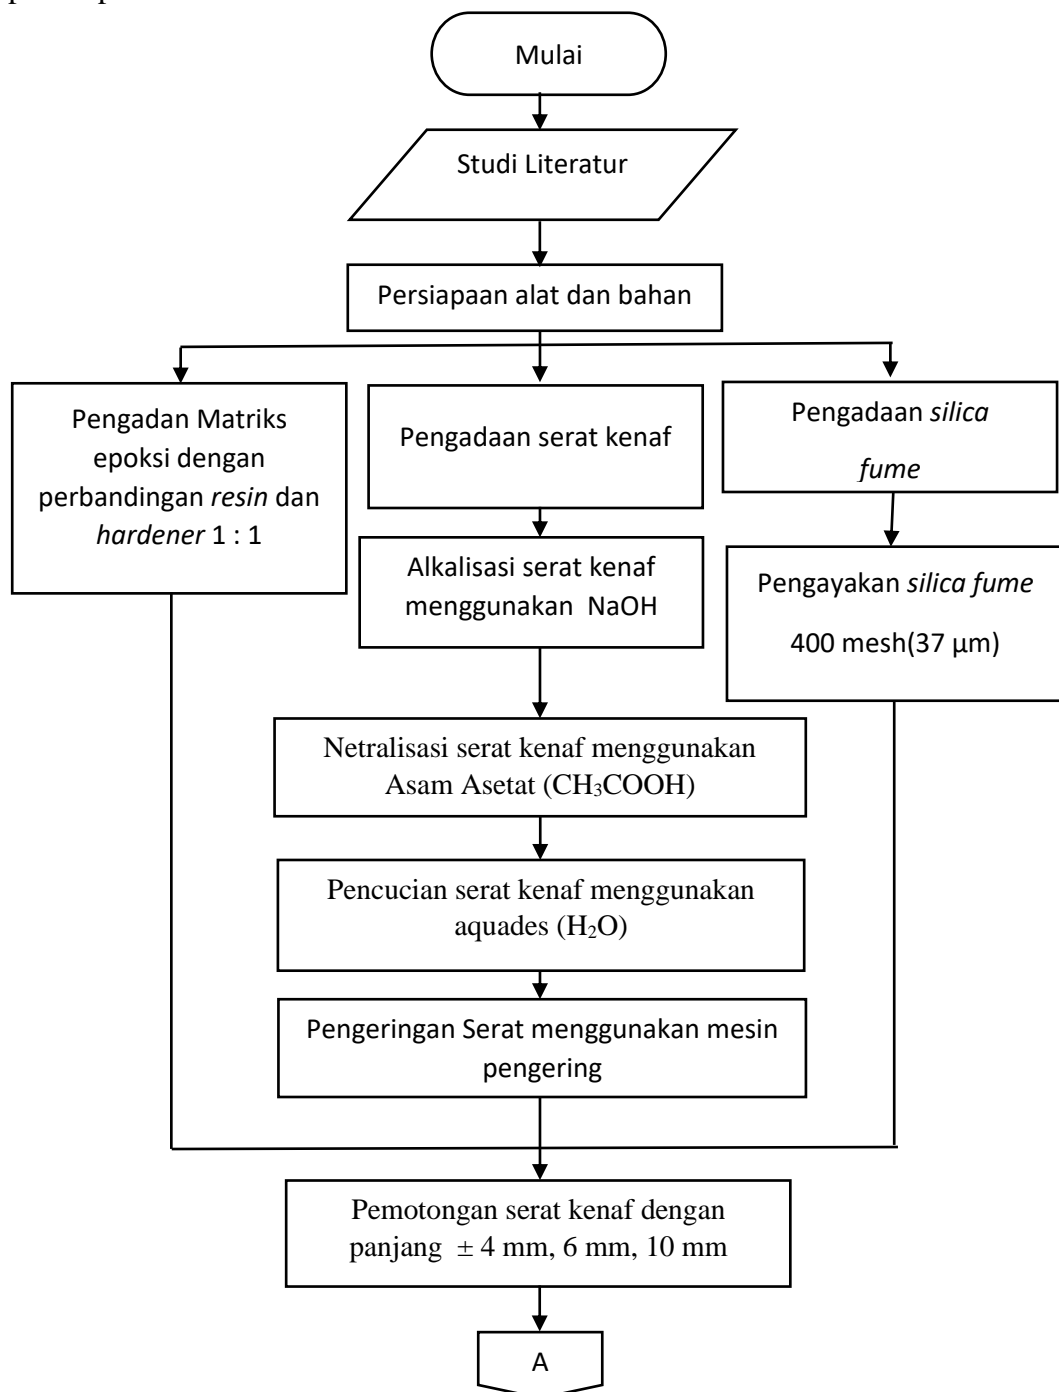 Mulai
Studi Literatur
Persiapaan alat dan bahan
Pengadan Matriks
epoksi dengan
perbandingan resin dan
hardener 1 : 1
Pengadaan serat kenaf
Pengadaan silica
fume
Alkalisasi serat kenaf
menggunakan NaOH
Pengayakan silica fume
400 mesh(37 µm)
Netralisasi serat kenaf menggunakan
Asam Asetat (CH₃COOH)
Pencucian serat kenaf menggunakan
aquades (H₂O)
Pengeringan Serat menggunakan mesin
pengering
Pemotongan serat kenaf dengan
panjang ± 4 mm, 6 mm, 10 mm
A